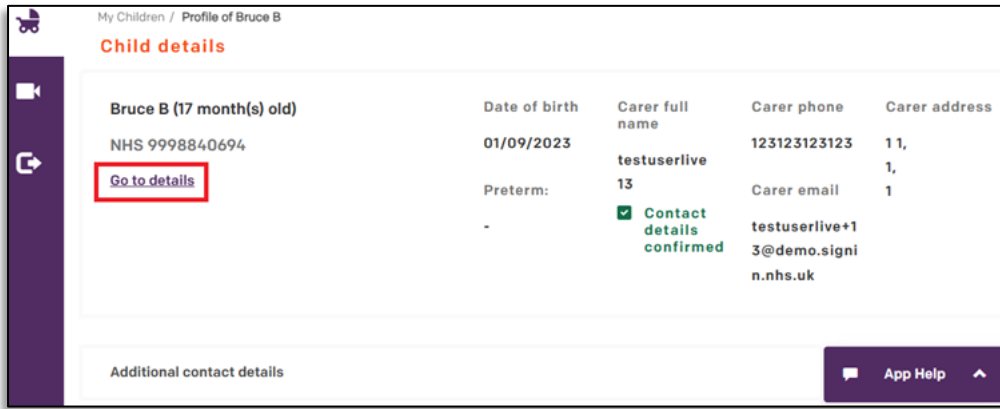 My Children / Profile of Bruce B
Child details
Bruce B (17 month(s) old)
NHS 9998840694
Go to details
Date of birth
01/09/2023
Preterm:
-
Carer full
name
testuserlive
13
Contact
details
confirmed
Carer phone
123123123123
Carer email
testuserlive+1
3@demo.signi
n.nhs.uk
Carer address
1 1,
1,
1
Additional contact details
App Help